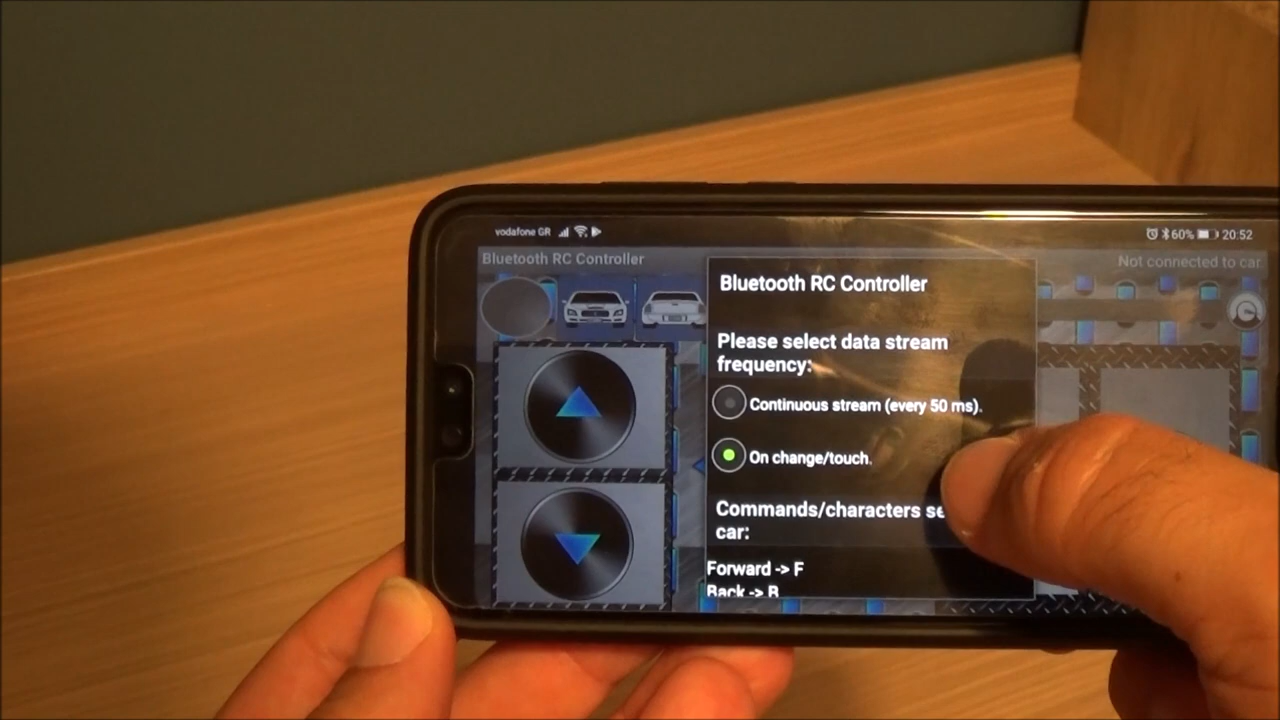 vodafone GR
60%
20:52
Bluetooth RC Controller
Not connected to car.
Bluetooth RC Controller
Please select data stream
frequency:
Continuous stream (every 50 ms).
On change/touch.
Commands/characters se
car:
Forward -> F
Back -> B